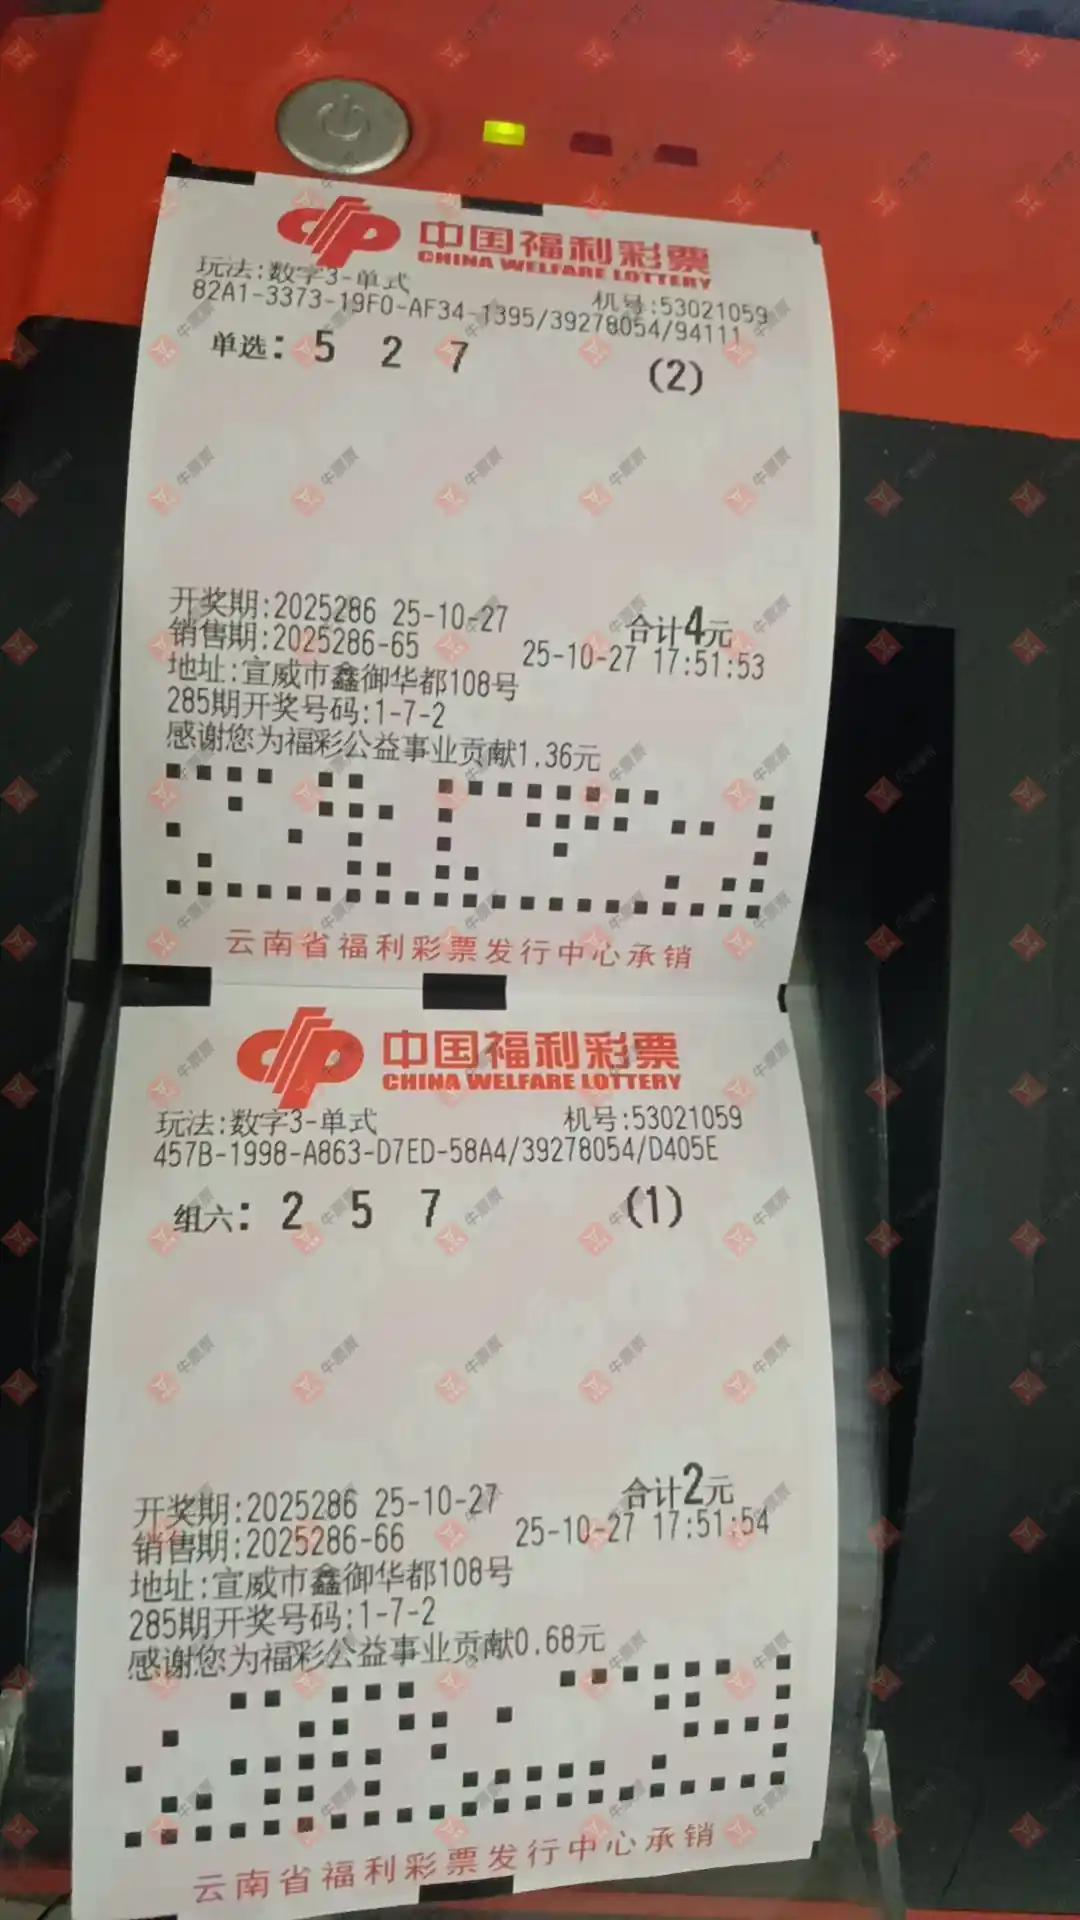 中国福利彩票
CHINA WELFARE LOTTERY
玩法:数字3-单式 机号:53021059
82A1-3373-19F0-AF34-1395/39278054/94111
单选: 5 2 7 (2)
开奖期:2025286 25-10-27 合计4元
销售期:2025286-65 25-10-27 17:51:53
地址:宣威市鑫御华都108号
285期开奖号码:1-7-2
感谢您为福彩公益事业贡献1.36元
云南省福利彩票发行中心承销
中国福利彩票
CHINA WELFARE LOTTERY
玩法:数字3-单式 机号:53021059
457B-1998-A863-D7ED-58A4/39278054/D405E
组六: 2 5 7 (1)
开奖期:2025286 25-10-27 合计2元
销售期:2025286-66 25-10-27 17:51:54
地址:宣威市鑫御华都108号
285期开奖号码:1-7-2
感谢您为福彩公益事业贡献0.68元
云南省福利彩票发行中心承销